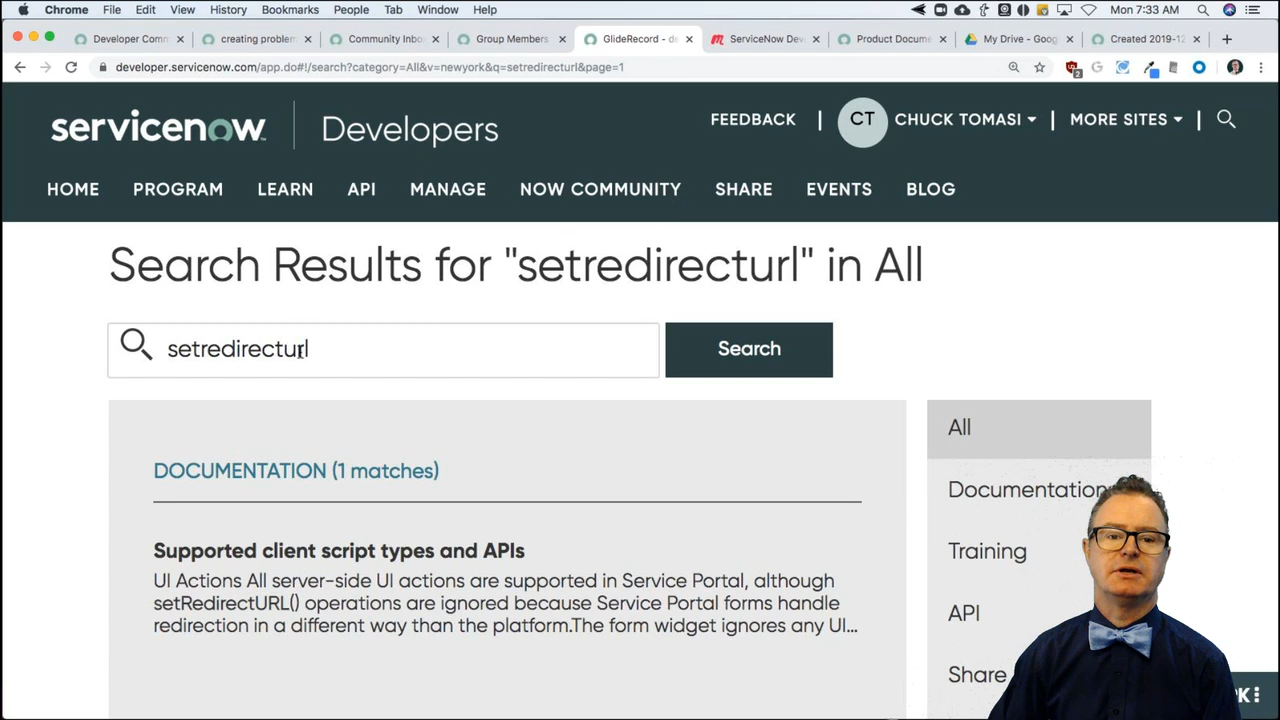 Chrome File Edit View History Bookmarks People Tab Window Help Mon 7:33 AM
Developer Comm creating problem Community Inbo Group Members GlideRecord - de ServiceNow Dev Product Docume My Drive - Goog Created 2019-12
developer.servicenow.com/app.do#!/search?category=All&v=newyork&q=setredirecturl&page=1 2
servicenow Developers
FEEDBACK | CT CHUCK TOMASI | MORE SITES |
HOME PROGRAM LEARN API MANAGE NOW COMMUNITY SHARE EVENTS BLOG
Search Results for "setredirecturl" in All
setredirecturl Search
All
DOCUMENTATION (1 matches)
Documentation
Supported client script types and APIs
Training
UI Actions All server-side UI actions are supported in Service Portal, although
setRedirectURL() operations are ignored because Service Portal forms handle
API
redirection in a different way than the platform.The form widget ignores any UI...
Share